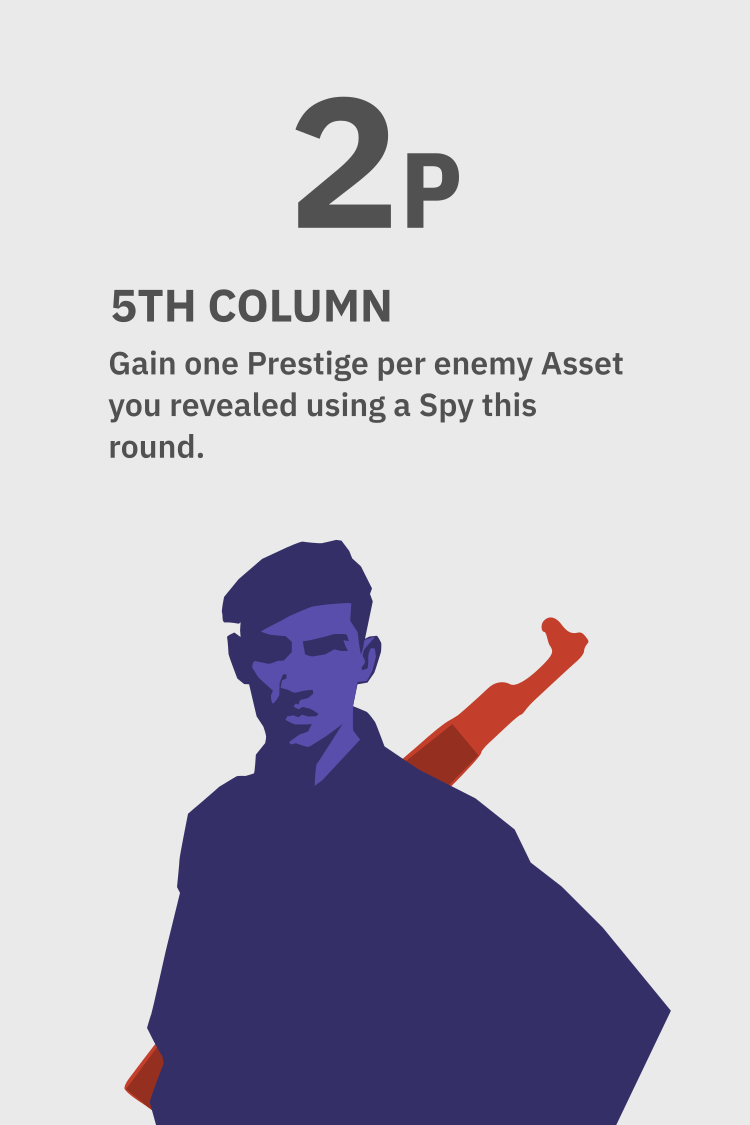 2P
5TH COLUMN
Gain one Prestige per enemy Asset
you revealed using a Spy this
round.